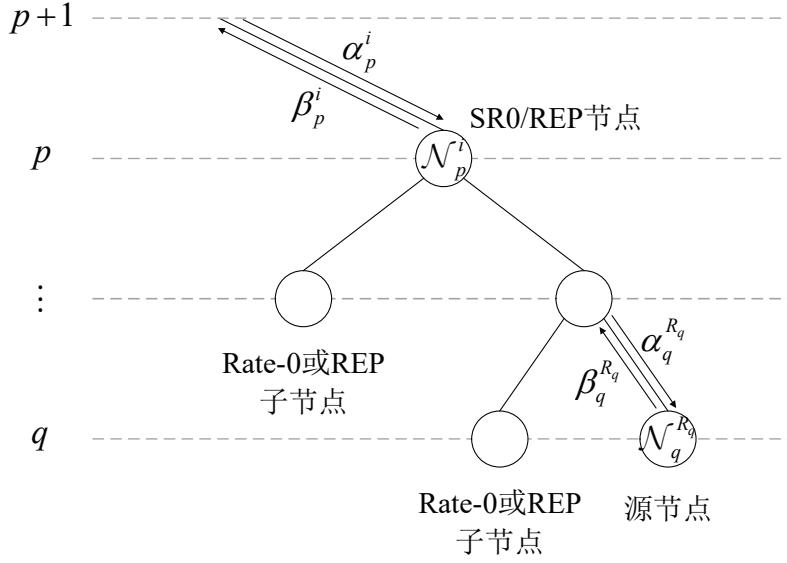 p+1
α_p^i
β_p^i
SR0/REP节点
p
𝒩_p^i
⋮
Rate-0或REP
子节点
α_q^{R_q}
β_q^{R_q}
q
𝒩_q^{R_q}
Rate-0或REP
子节点
源节点